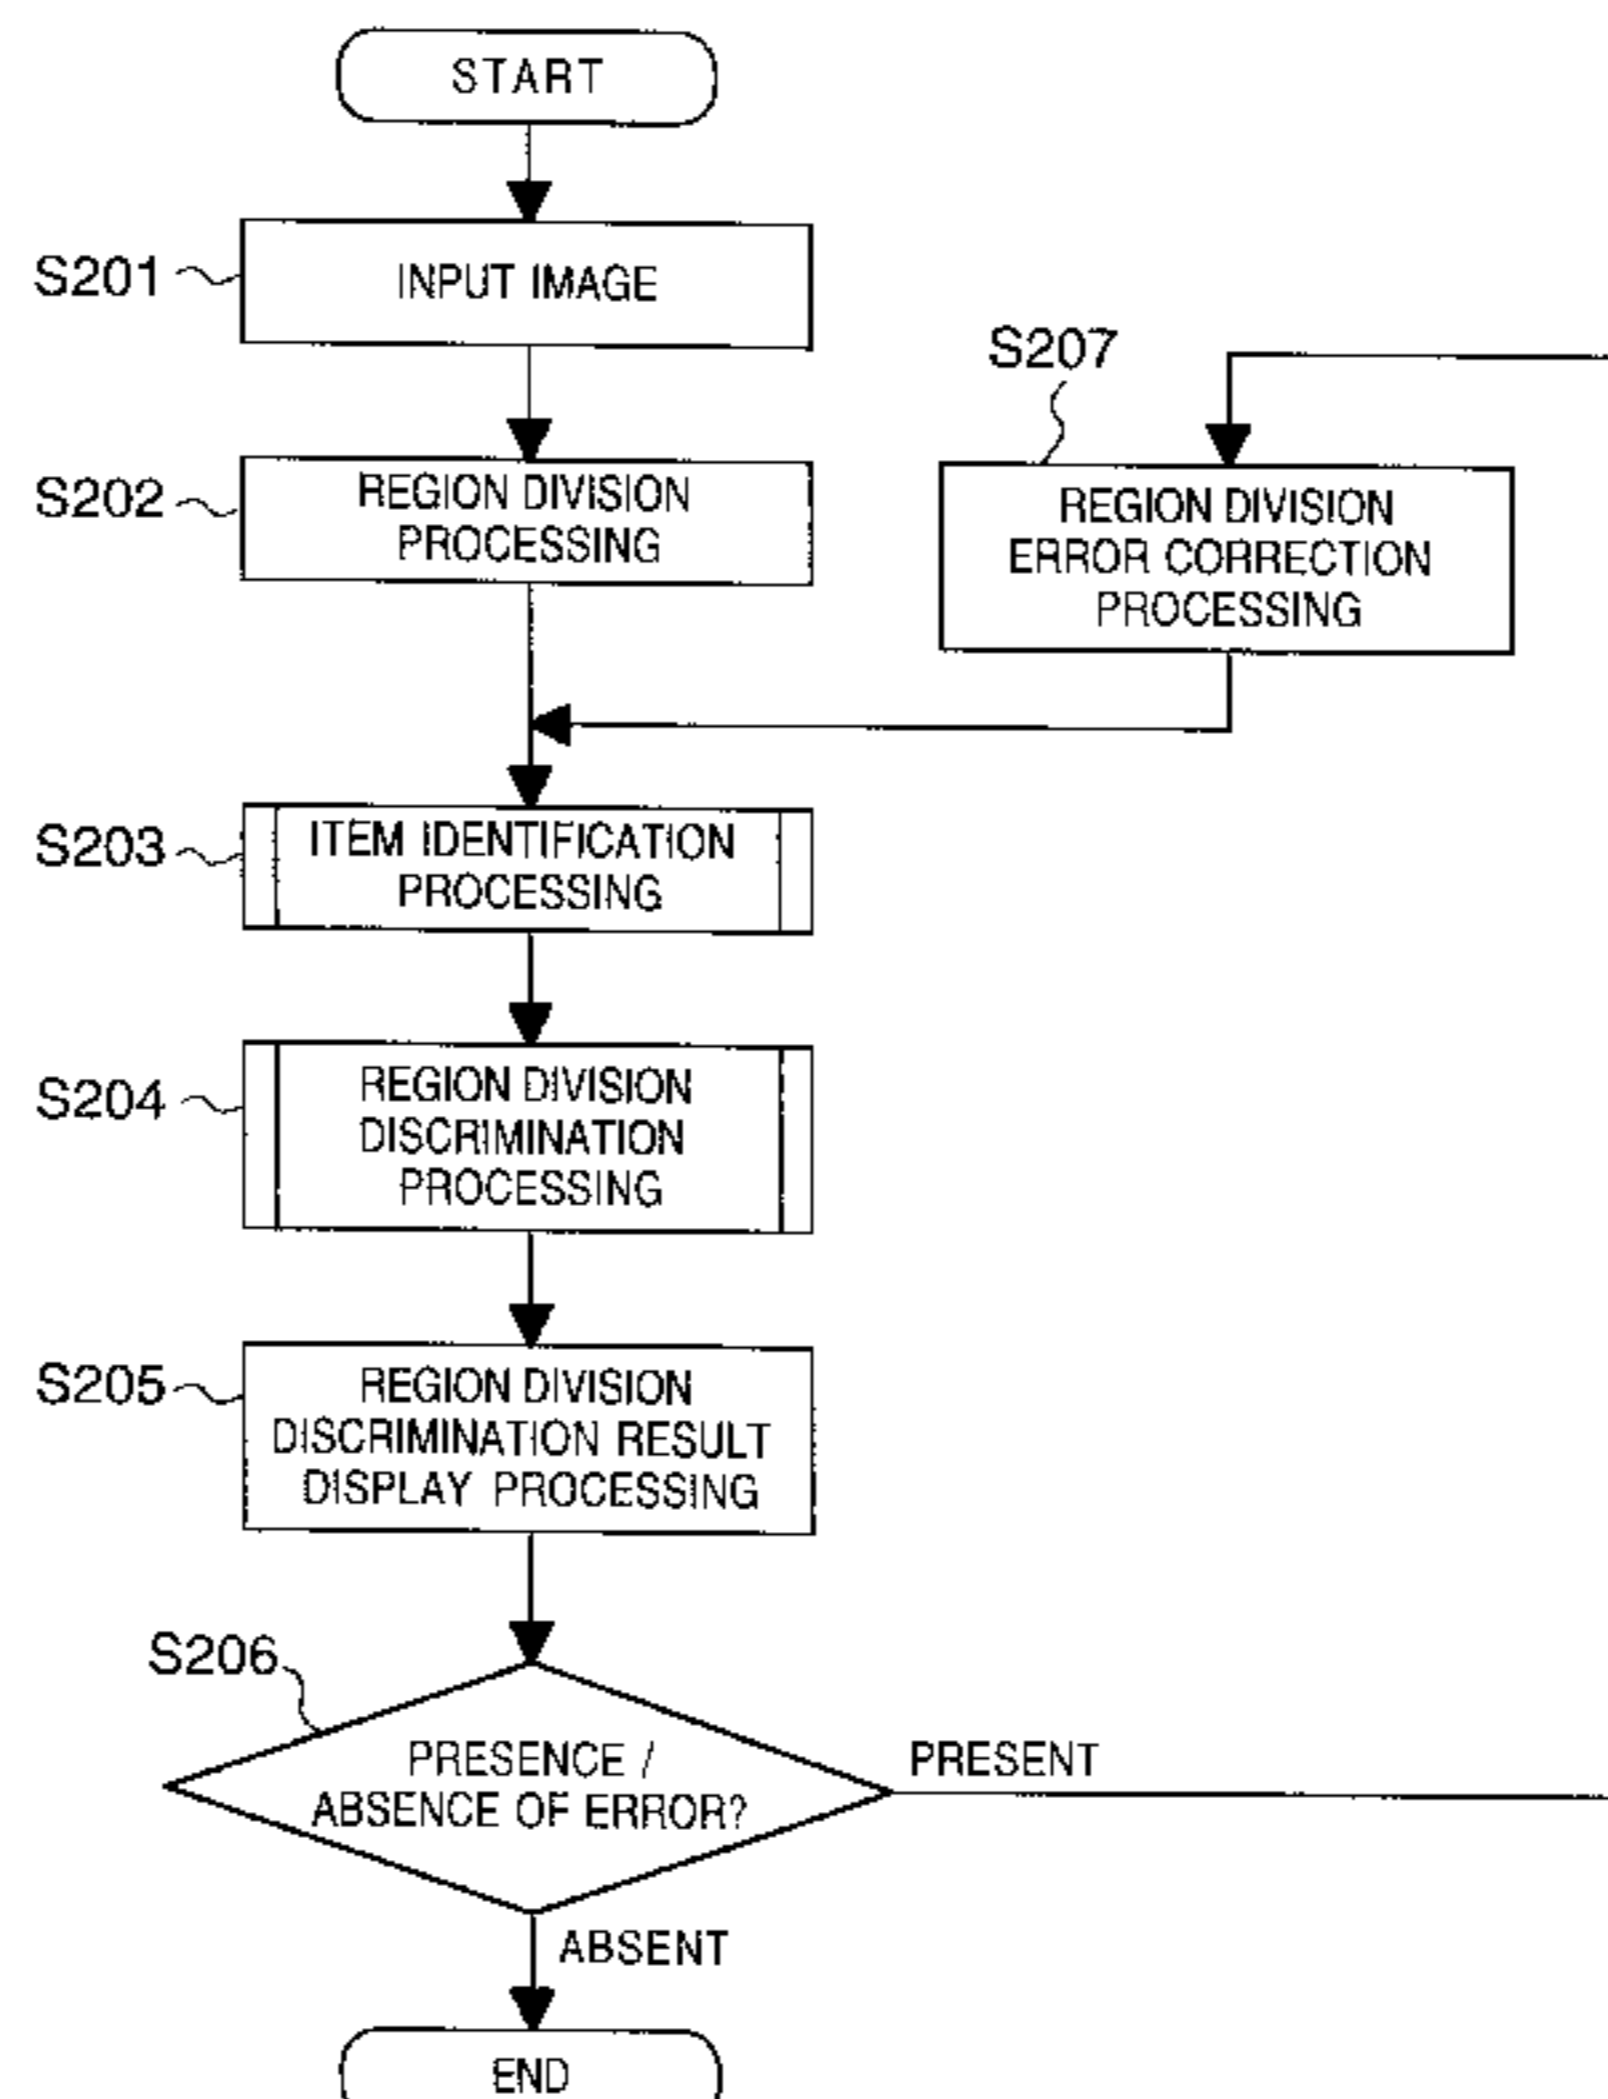 START
S201
INPUT IMAGE
S207
S202
REGION DIVISION
PROCESSING
REGION DIVISION
ERROR CORRECTION
PROCESSING
S203
ITEM IDENTIFICATION
PROCESSING
S204
REGION DIVISION
DISCRIMINATION
PROCESSING
S205
REGION DIVISION
DISCRIMINATION RESULT
DISPLAY PROCESSING
S206
PRESENCE /
ABSENCE OF ERROR?
PRESENT
ABSENT
END